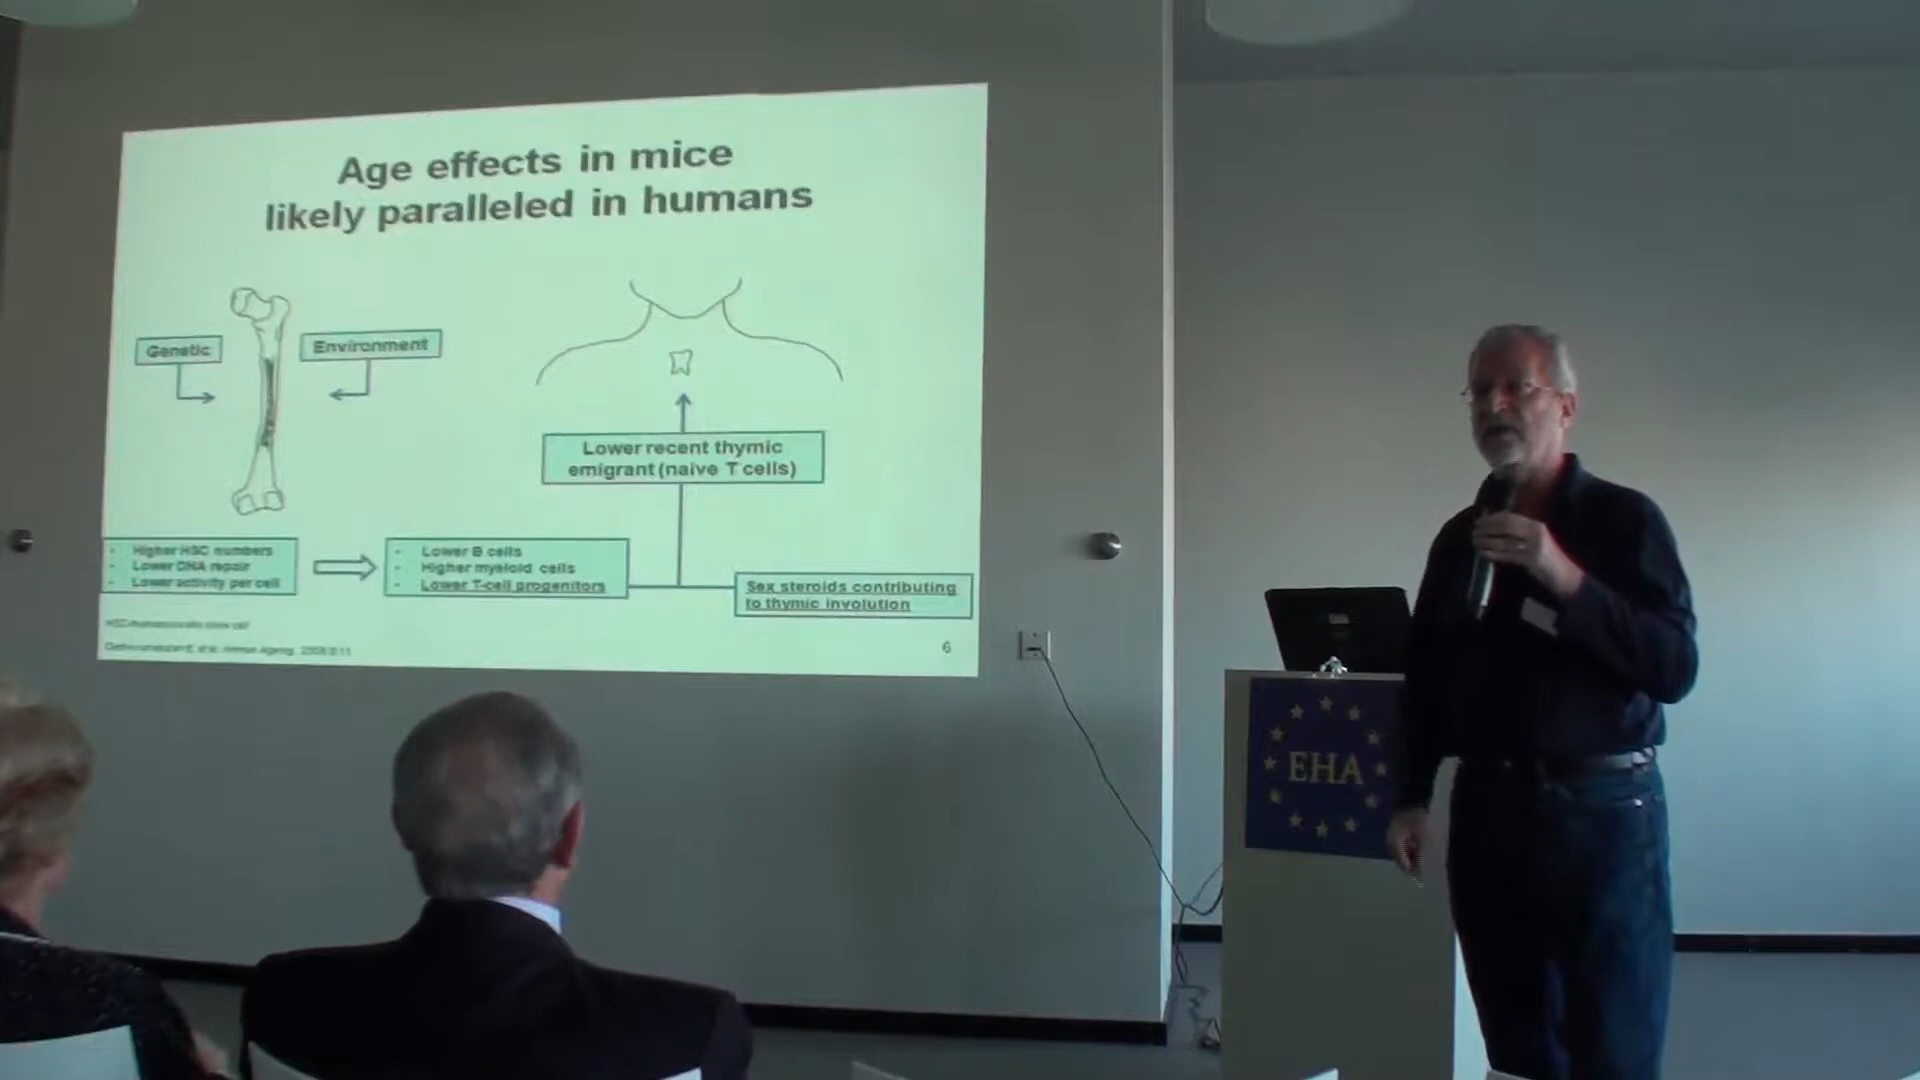 Age effects in mice
likely paralleled in humans
Genetic
Environment
Lower recent thymic
emigrant (naive T cells)
• Higher HSC numbers
• Lower DNA repair
• Lower activity per cell
• Lower B cells
• Higher myeloid cells
• Lower T-cell progenitors
Sex steroids contributing
to thymic involution
6
EHA